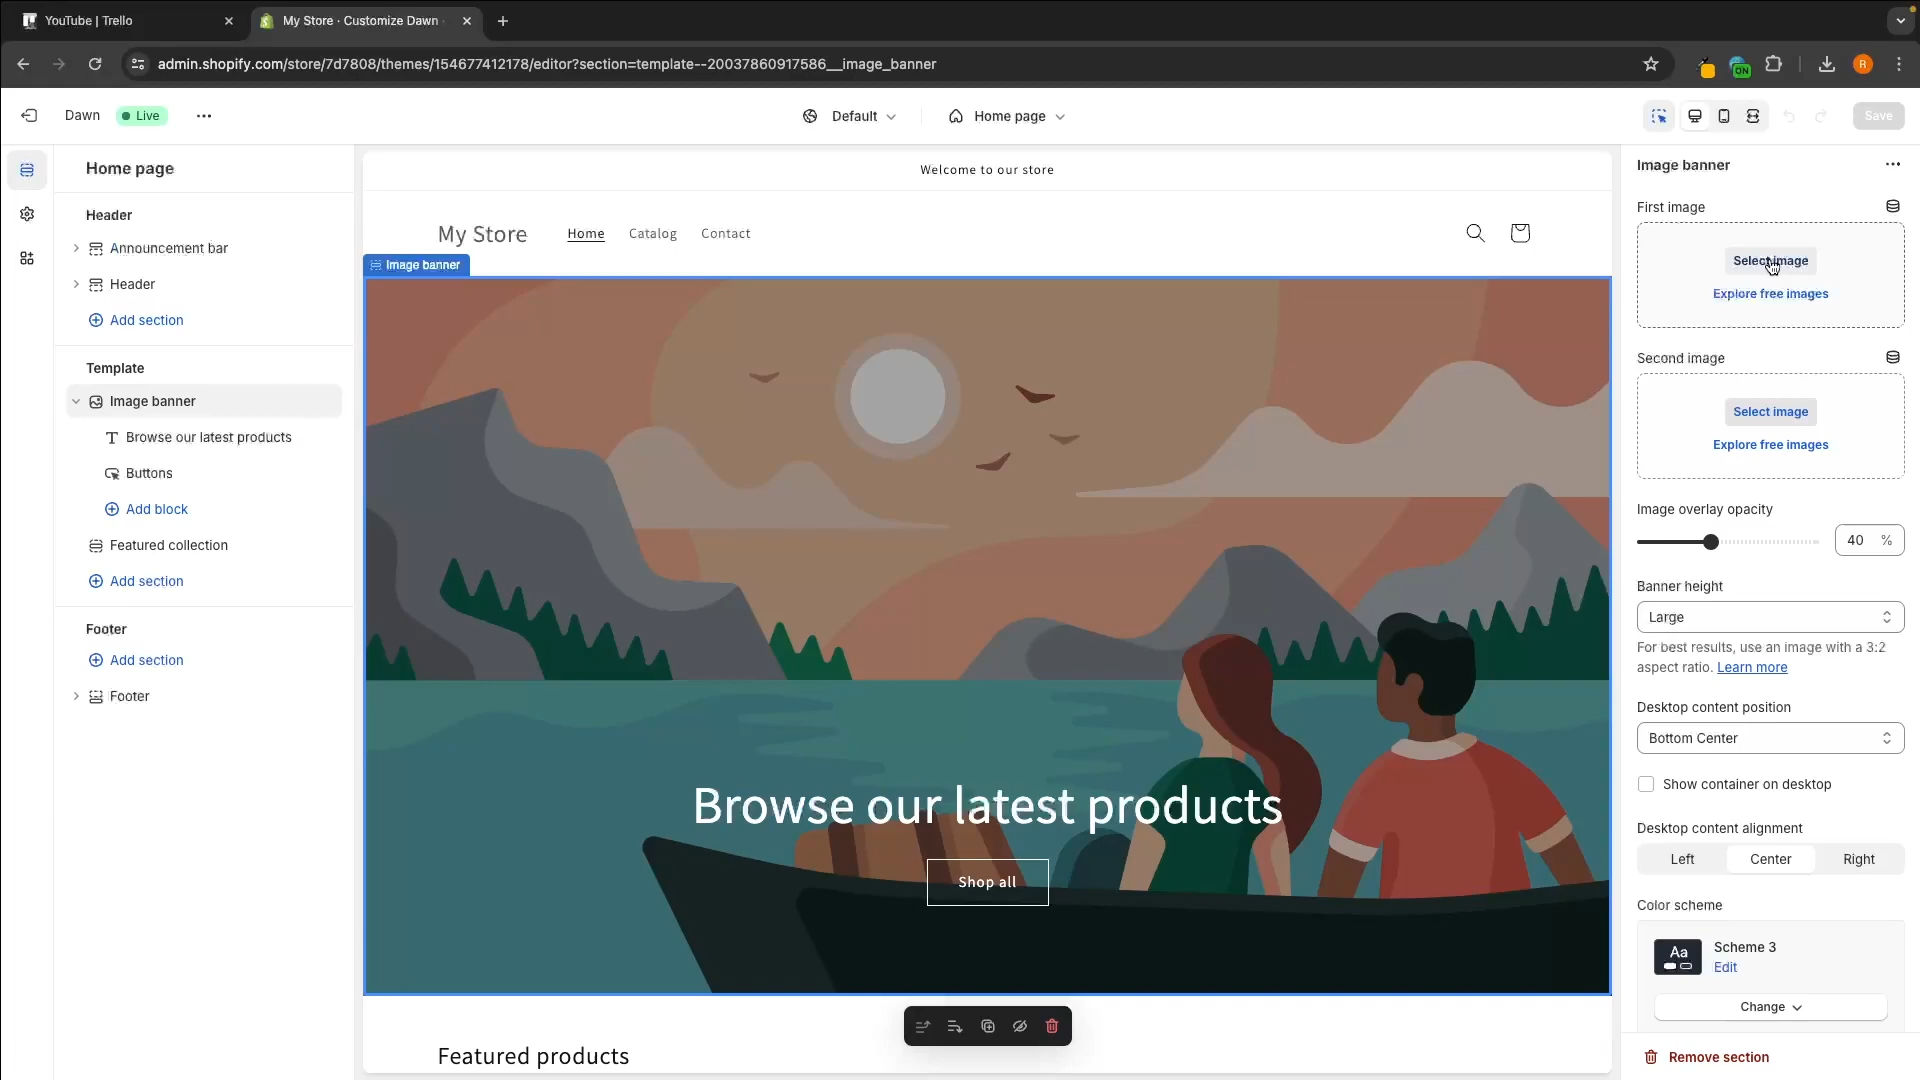 YouTube | Trello
My Store · Customize Dawn ·
admin.shopify.com/store/7d7808/themes/154677412178/editor?section=template--20037860917586__image_banner
ON
R
Dawn
Live
Default
Home page
Save
Home page
Header
Announcement bar
Header
Add section
Template
Image banner
Browse our latest products
Buttons
Add block
Featured collection
Add section
Footer
Add section
Footer
Welcome to our store
My Store
Home
Catalog
Contact
Image banner
Browse our latest products
Shop all
Featured products
Image banner
First image
Select image
Explore free images
Second image
Select image
Explore free images
Image overlay opacity
40 %
Banner height
Large
For best results, use an image with a 3:2
aspect ratio. Learn more
Desktop content position
Bottom Center
Show container on desktop
Desktop content alignment
Left
Center
Right
Color scheme
Aa
Scheme 3
Edit
Change
Remove section